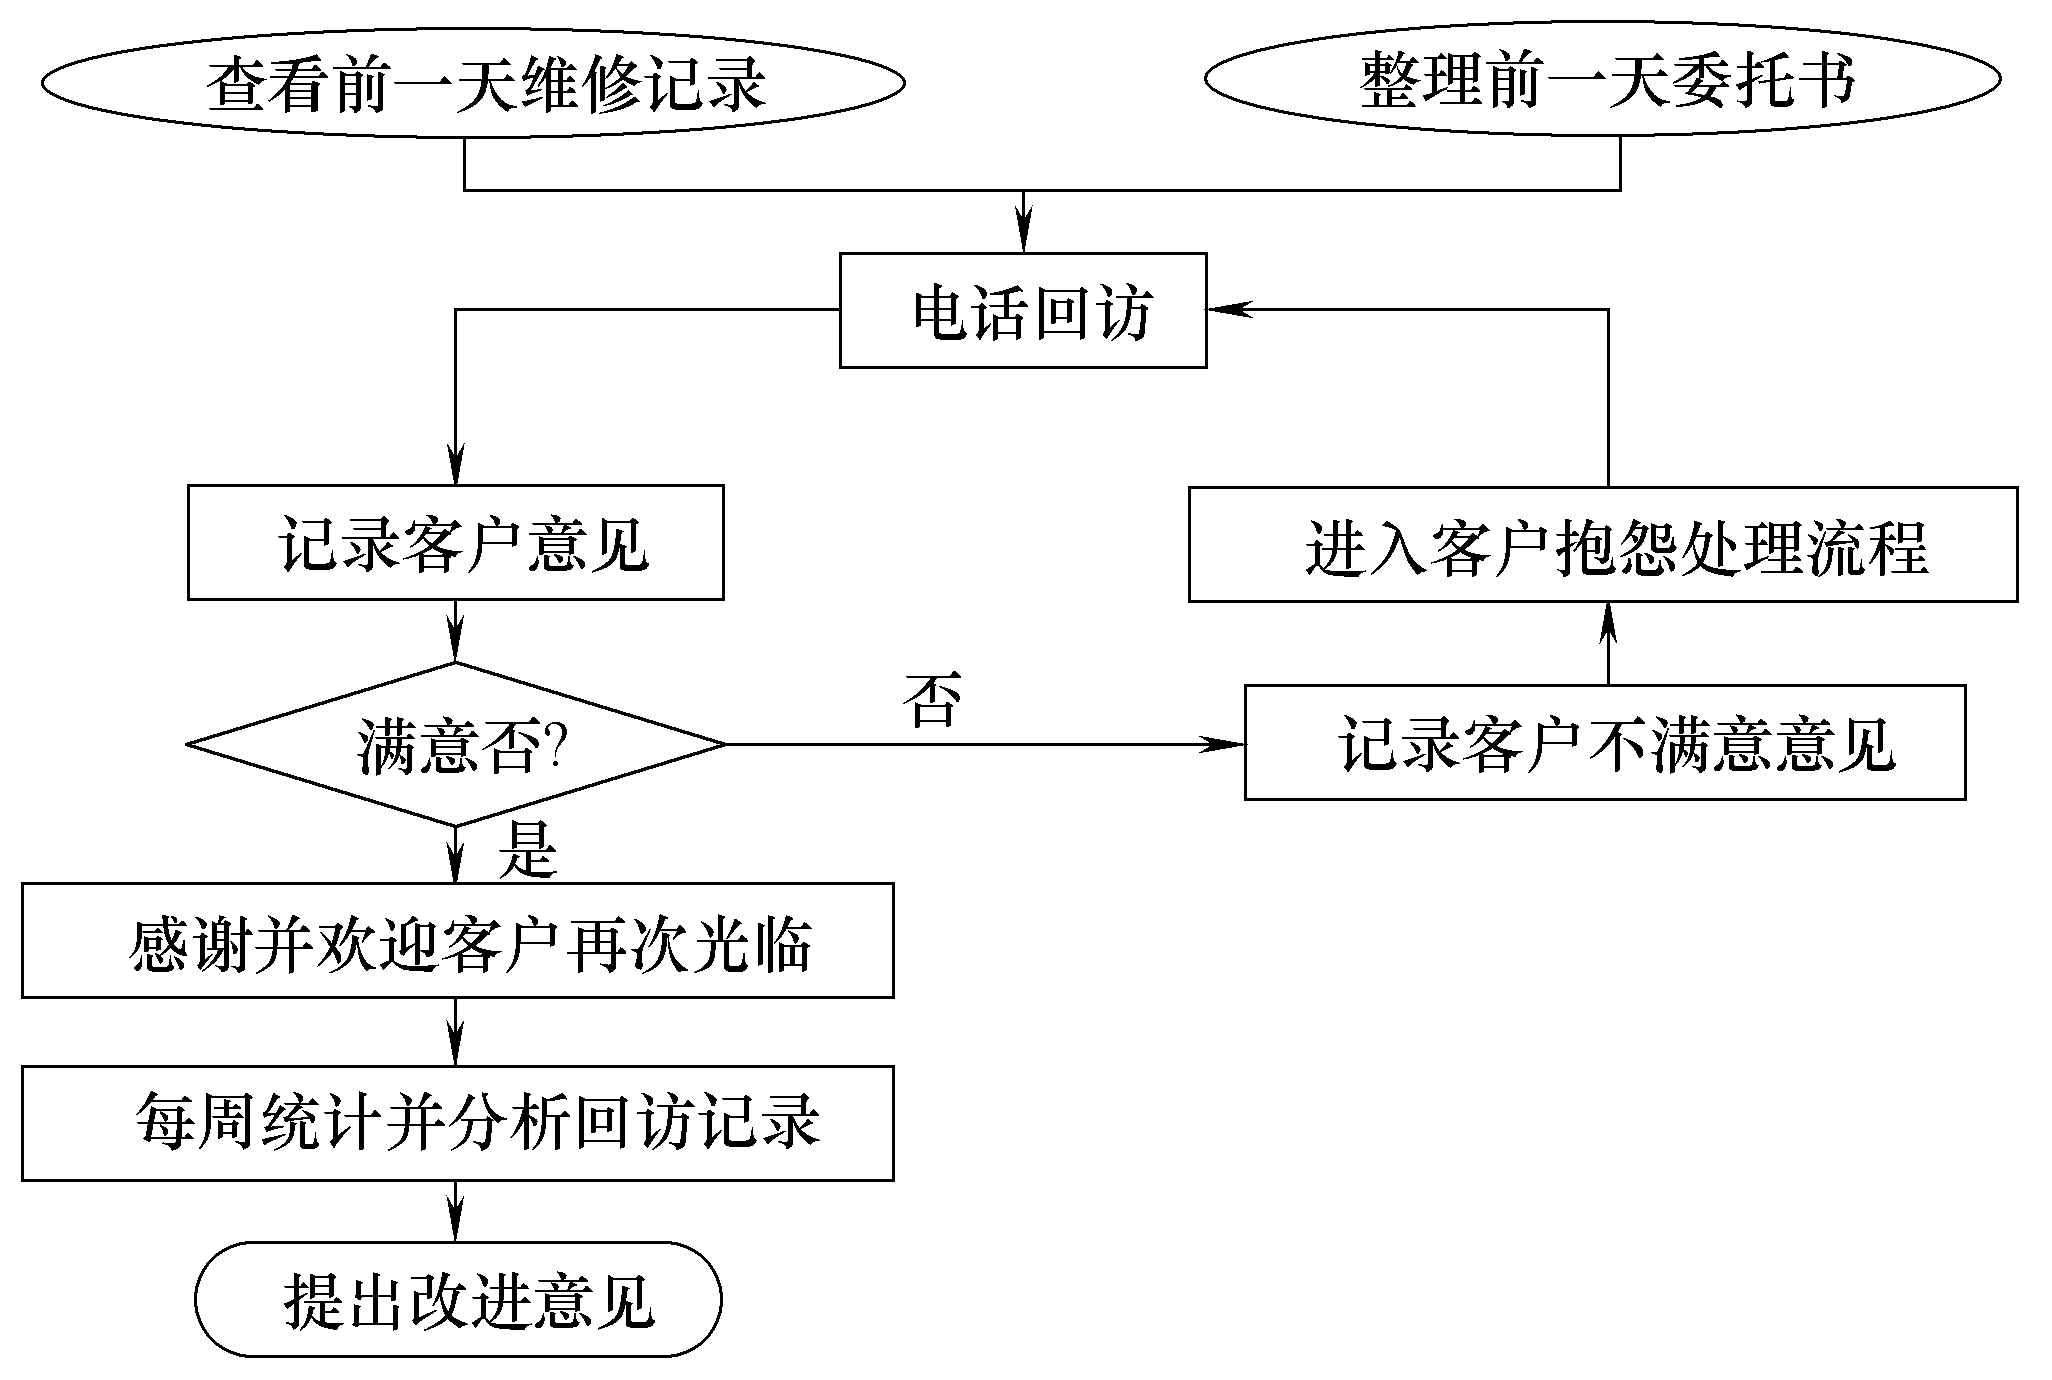 查看前一天维修记录
整理前一天委托书
电话回访
记录客户意见
进入客户抱怨处理流程
满意否?
否
记录客户不满意意见
是
感谢并欢迎客户再次光临
每周统计并分析回访记录
提出改进意见